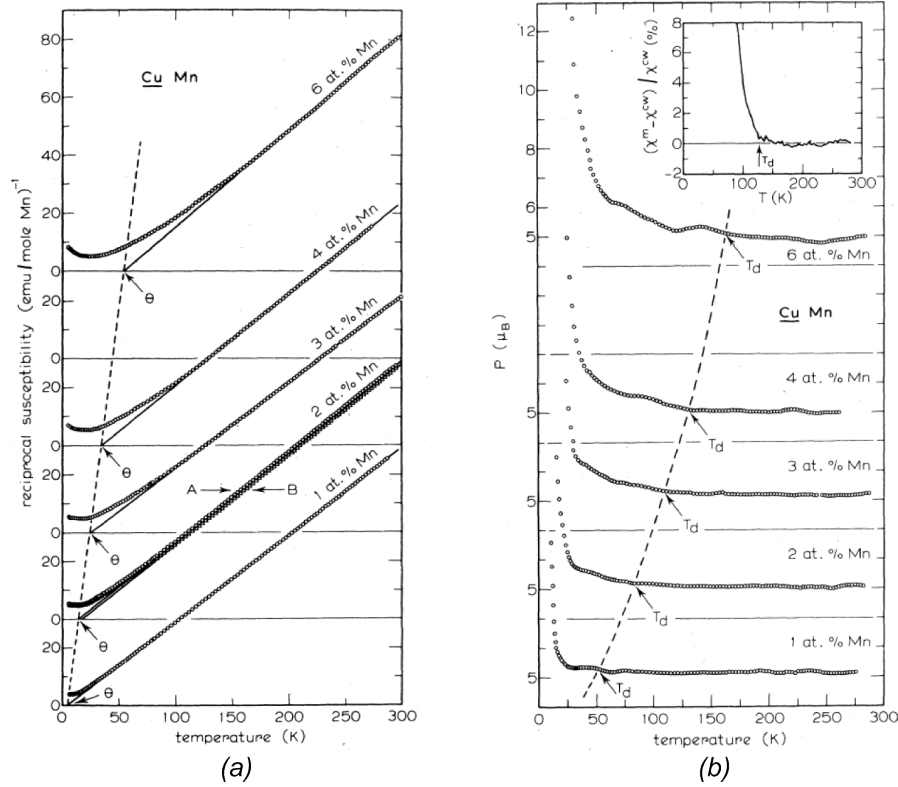 80
60
40
20
0
20
0
20
0
20
0
20
0
reciprocal susceptibility (emu/mole Mn)⁻¹
Cu Mn
6 at. % Mn
4 at. % Mn
3 at. % Mn
2 at. % Mn
1 at. % Mn
A
B
θ
θ
θ
θ
θ
0 50 100 150 200 250 300
temperature (K)
(a)
12
10
8
6
5
5
5
5
5
P (μB)
8
6
4
2
0
-2
(χᵐ-χᶜʷ) / χᶜʷ (%)
Td
0 100 200 300
T (K)
Td
6 at. % Mn
Cu Mn
4 at. % Mn
Td
3 at. % Mn
Td
2 at. % Mn
Td
1 at. % Mn
Td
0 50 100 150 200 250 300
temperature (K)
(b)